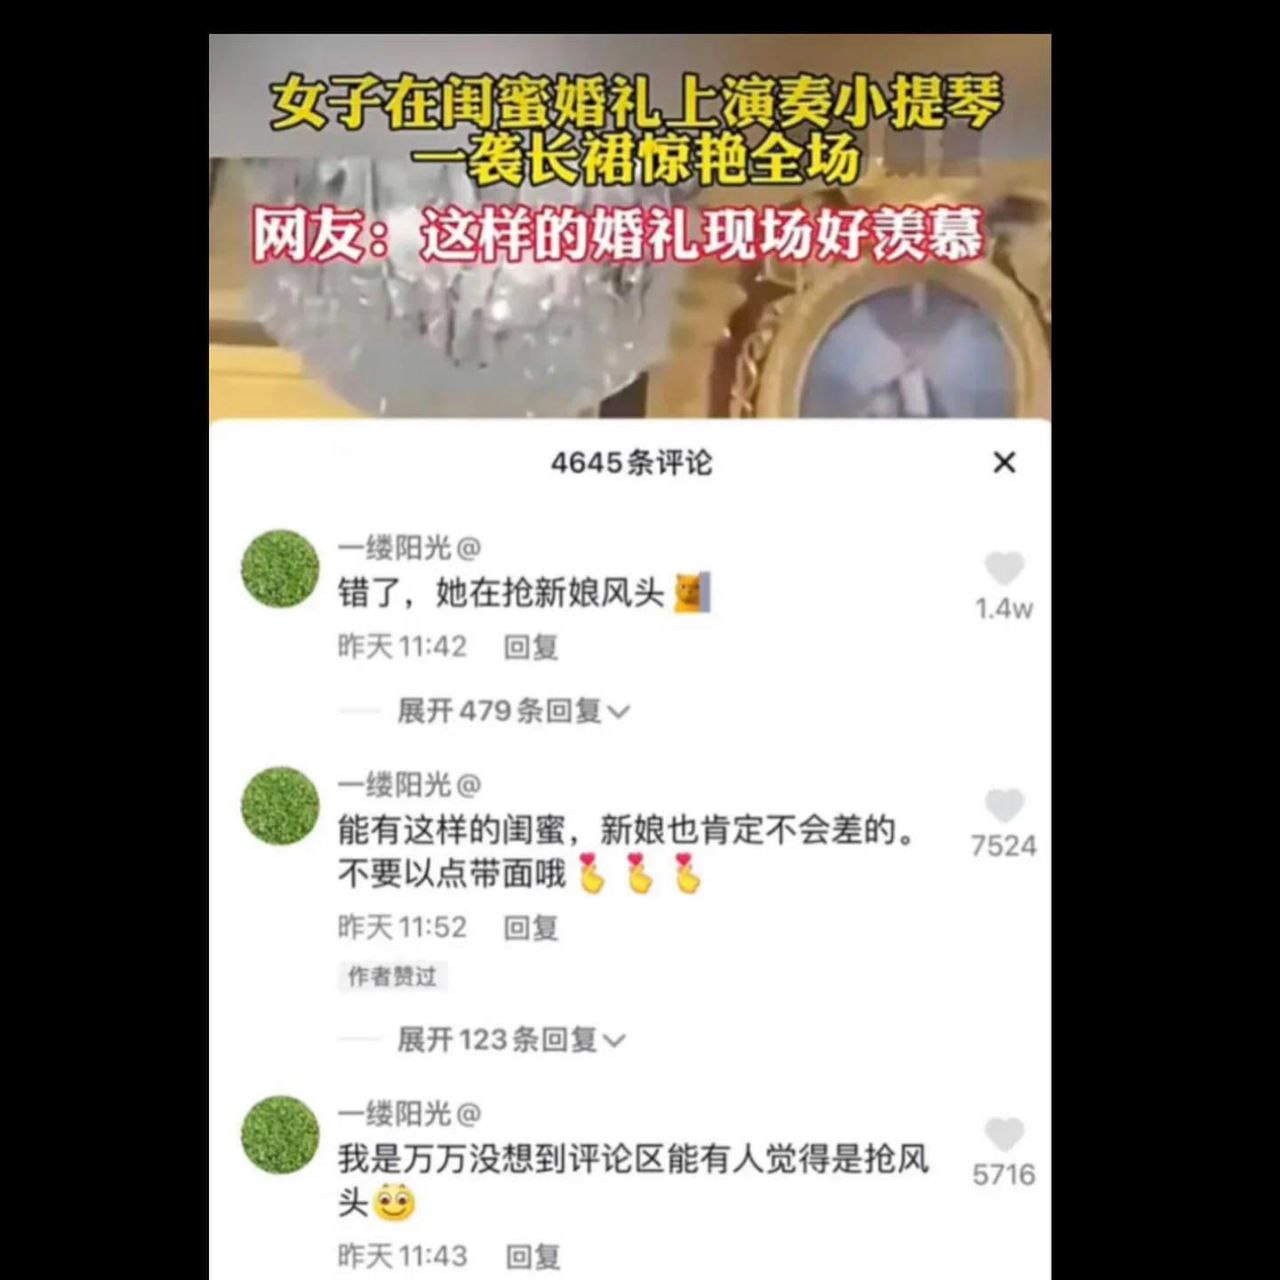 女子在闺蜜婚礼上演奏小提琴
一袭长裙惊艳全场
网友：这样的婚礼现场好羡慕
4645条评论
一缕阳光@
错了，她在抢新娘风头
1.4w
昨天11:42 回复
展开479条回复
一缕阳光@
能有这样的闺蜜，新娘也肯定不会差的。
不要以点带面哦
7524
昨天11:52 回复
作者赞过
展开123条回复
一缕阳光@
我是万万没想到评论区能有人觉得是抢风
头
5716
昨天11:43 回复